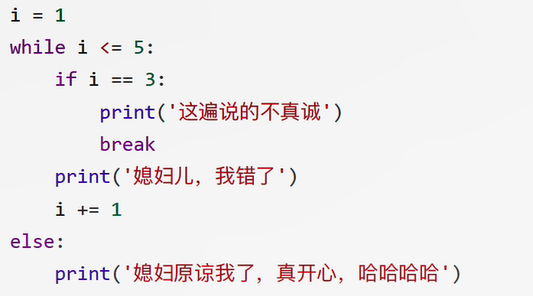 i = 1
while i <= 5:
    if i == 3:
        print('这遍说的不真诚')
        break
    print('媳妇儿，我错了')
    i += 1
else:
    print('媳妇原谅我了，真开心，哈哈哈哈')